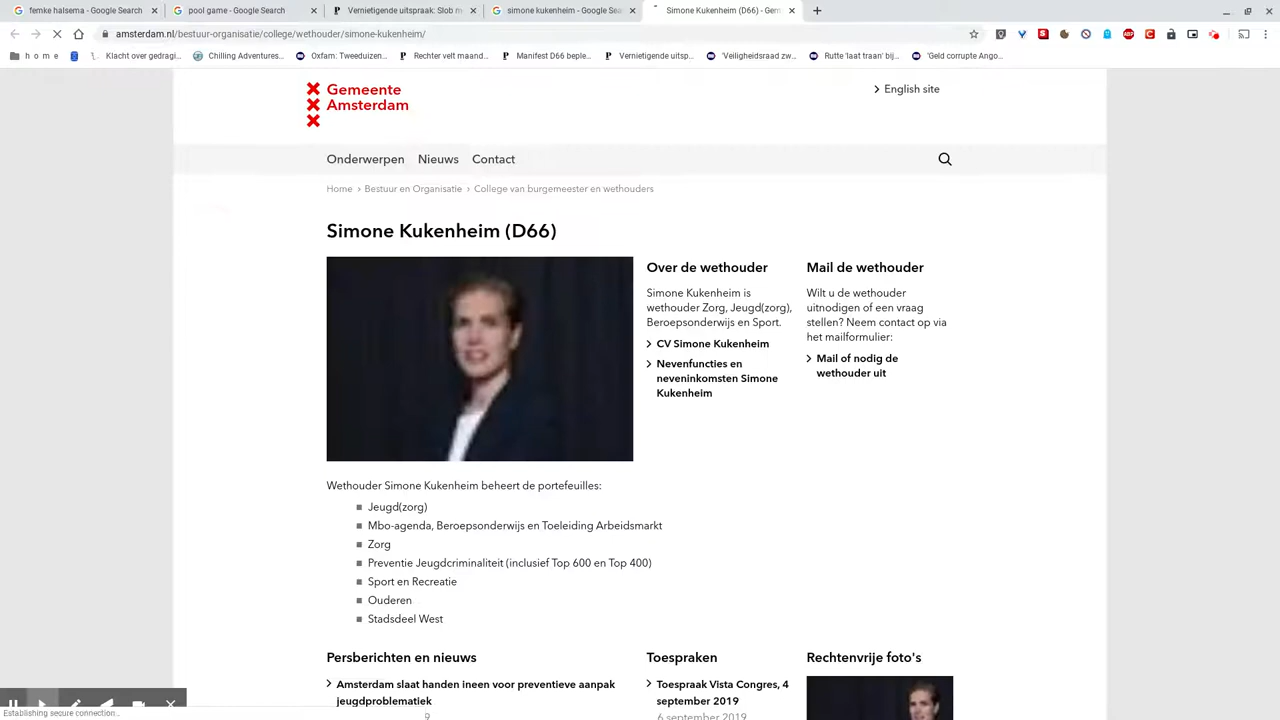 femke halsema - Google Search
pool game - Google Search
Vernietigende uitspraak: Slob m
simone kukenheim - Google Sea
Simone Kukenheim (D66) - Gem
amsterdam.nl/bestuur-organisatie/college/wethouder/simone-kukenheim/
h o m e
Klacht over gedragi...
Chilling Adventures...
Oxfam: Tweeduizen...
Rechter velt maand...
Manifest D66 beple...
Vernietigende uitsp...
'Veiligheidsraad zw...
Rutte 'laat traan' bij...
'Geld corrupte Ango...
Gemeente
Amsterdam
English site
Onderwerpen Nieuws Contact
Home › Bestuur en Organisatie › College van burgemeester en wethouders
Simone Kukenheim (D66)
Over de wethouder
Simone Kukenheim is
wethouder Zorg, Jeugd(zorg),
Beroepsonderwijs en Sport.
CV Simone Kukenheim
Nevenfuncties en
neveninkomsten Simone
Kukenheim
Mail de wethouder
Wilt u de wethouder
uitnodigen of een vraag
stellen? Neem contact op via
het mailformulier:
Mail of nodig de
wethouder uit
Wethouder Simone Kukenheim beheert de portefeuilles:
Jeugd(zorg)
Mbo-agenda, Beroepsonderwijs en Toeleiding Arbeidsmarkt
Zorg
Preventie Jeugdcriminaliteit (inclusief Top 600 en Top 400)
Sport en Recreatie
Ouderen
Stadsdeel West
Persberichten en nieuws
Amsterdam slaat handen ineen voor preventieve aanpak
jeugdproblematiek
9
Toespraken
Toespraak Vista Congres, 4
september 2019
6 september 2019
Rechtenvrije foto's
Establishing secure connection...